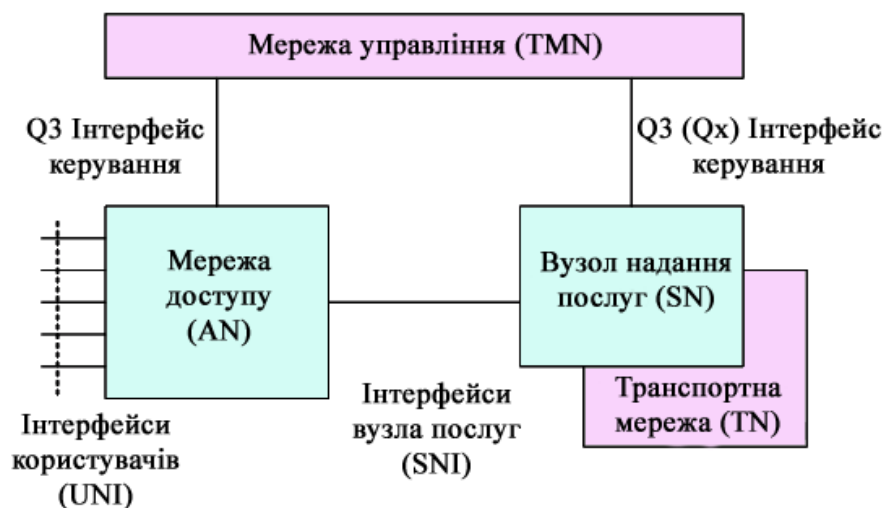 Мережа управління (TMN)
Q3 Інтерфейс
керування
Q3 (Qx) Інтерфейс
керування
Мережа
доступу
(AN)
Вузол надання
послуг (SN)
Транспортна
мережа (TN)
Інтерфейси
вузла послуг
(SNI)
Інтерфейси
користувачів
(UNI)